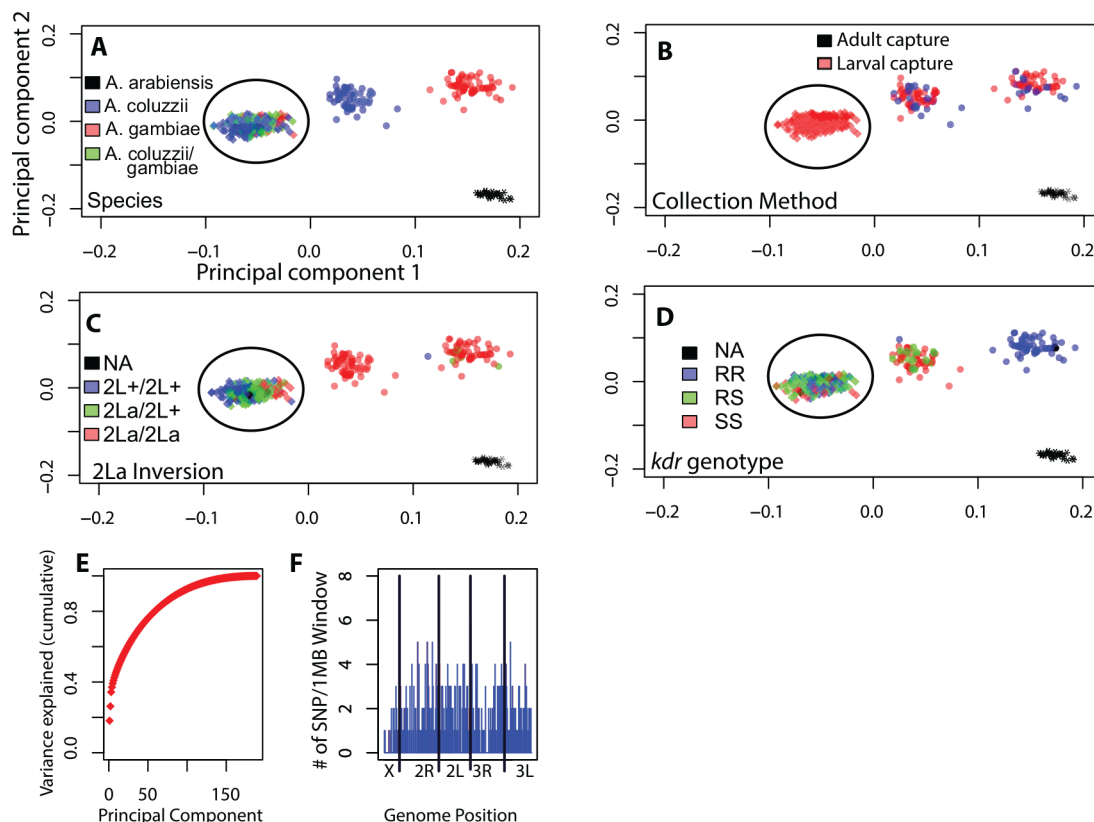 A
A. arabiensis
A. coluzzii
A. gambiae
A. coluzzii/
gambiae
Species
Principal component 2
0.2
0.0
−0.2
−0.2 −0.1 0.0 0.1 0.2
Principal component 1
B
Adult capture
Larval capture
Collection Method
0.2
0.0
−0.2
−0.2 −0.1 0.0 0.1 0.2
C
NA
2L+/2L+
2La/2L+
2La/2La
2La Inversion
0.2
0.0
−0.2
−0.2 −0.1 0.0 0.1 0.2
D
NA
RR
RS
SS
kdr genotype
0.2
0.0
−0.2
−0.2 −0.1 0.0 0.1 0.2
E
Variance explained (cumulative)
0.8
0.4
0.0
0 50 150
Principal Component
F
# of SNP/1MB Window
8
6
4
2
0
X 2R 2L 3R 3L
Genome Position